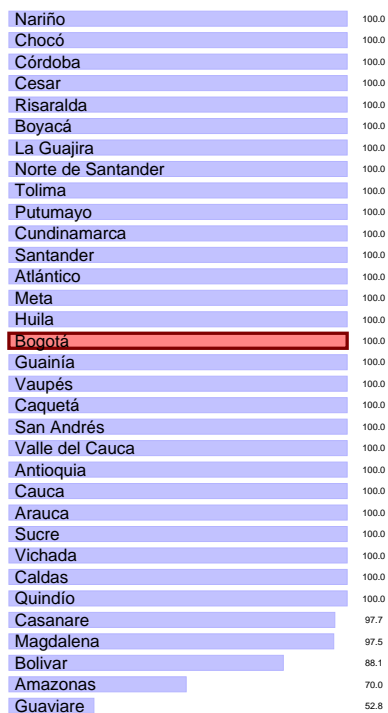 Nariño 100.0
Chocó 100.0
Córdoba 100.0
Cesar 100.0
Risaralda 100.0
Boyacá 100.0
La Guajira 100.0
Norte de Santander 100.0
Tolima 100.0
Putumayo 100.0
Cundinamarca 100.0
Santander 100.0
Atlántico 100.0
Meta 100.0
Huila 100.0
Bogotá 100.0
Guainía 100.0
Vaupés 100.0
Caquetá 100.0
San Andrés 100.0
Valle del Cauca 100.0
Antioquia 100.0
Cauca 100.0
Arauca 100.0
Sucre 100.0
Vichada 100.0
Caldas 100.0
Quindío 100.0
Casanare 97.7
Magdalena 97.5
Bolivar 88.1
Amazonas 70.0
Guaviare 52.8